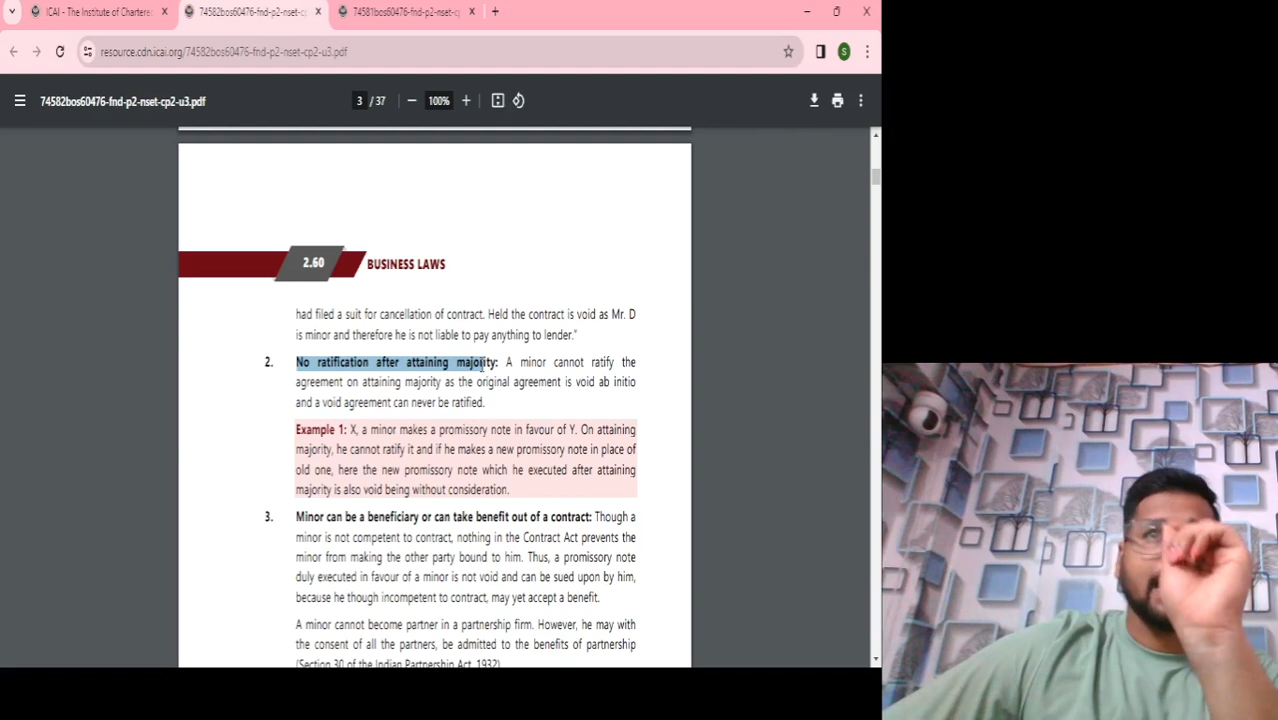 ICAI - The Institute of Chartere
74582bos60476-fnd-p2-nset-cp2-
74581bos60476-fnd-p2-nset-cp2-
resource.cdn.icai.org/74582bos60476-fnd-p2-nset-cp2-u3.pdf
S
74582bos60476-fnd-p2-nset-cp2-u3.pdf
3 / 37
100%
2.60
BUSINESS LAWS
had filed a suit for cancellation of contract. Held the contract is void as Mr. D
is minor and therefore he is not liable to pay anything to lender."
2. No ratification after attaining majority: A minor cannot ratify the
agreement on attaining majority as the original agreement is void ab initio
and a void agreement can never be ratified.
Example 1: X, a minor makes a promissory note in favour of Y. On attaining
majority, he cannot ratify it and if he makes a new promissory note in place of
old one, here the new promissory note which he executed after attaining
majority is also void being without consideration.
3. Minor can be a beneficiary or can take benefit out of a contract: Though a
minor is not competent to contract, nothing in the Contract Act prevents the
minor from making the other party bound to him. Thus, a promissory note
duly executed in favour of a minor is not void and can be sued upon by him,
because he though incompetent to contract, may yet accept a benefit.
A minor cannot become partner in a partnership firm. However, he may with
the consent of all the partners, be admitted to the benefits of partnership
(Section 30 of the Indian Partnership Act, 1932).